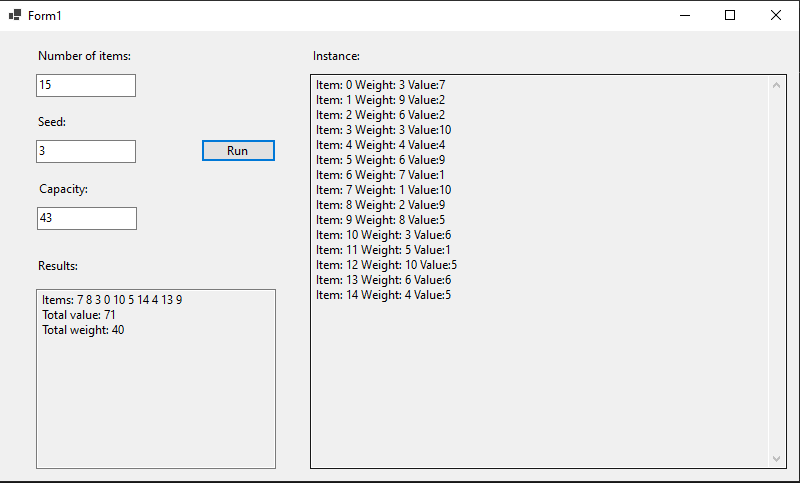 Form1
Number of items:
15
Seed:
3
Run
Capacity:
43
Results:
Items: 7 8 3 0 10 5 14 4 13 9
Total value: 71
Total weight: 40
Instance:
Item: 0 Weight: 3 Value:7
Item: 1 Weight: 9 Value:2
Item: 2 Weight: 6 Value:2
Item: 3 Weight: 3 Value:10
Item: 4 Weight: 4 Value:4
Item: 5 Weight: 6 Value:9
Item: 6 Weight: 7 Value:1
Item: 7 Weight: 1 Value:10
Item: 8 Weight: 2 Value:9
Item: 9 Weight: 8 Value:5
Item: 10 Weight: 3 Value:6
Item: 11 Weight: 5 Value:1
Item: 12 Weight: 10 Value:5
Item: 13 Weight: 6 Value:6
Item: 14 Weight: 4 Value:5